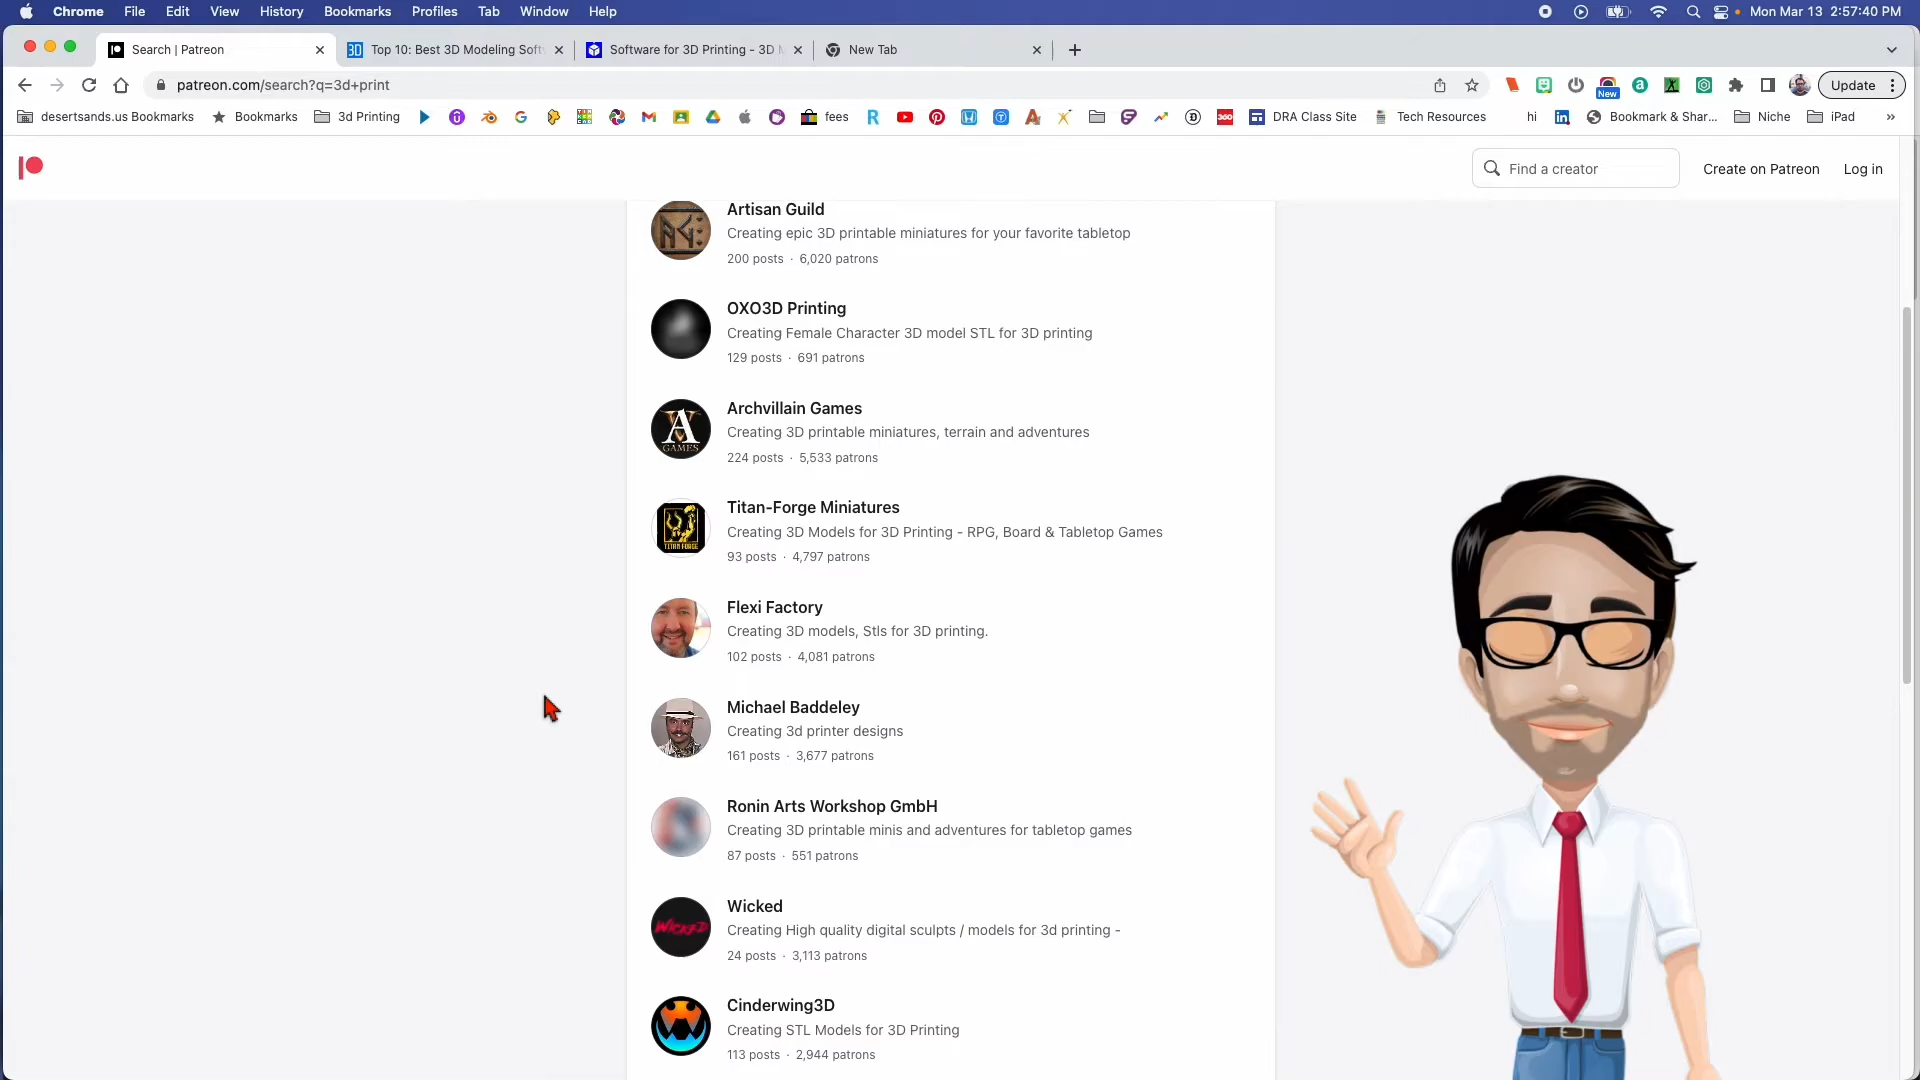 Chrome File Edit View History Bookmarks Profiles Tab Window Help Mon Mar 13 2:57:40 PM
Search | Patreon Top 10: Best 3D Modeling Soft Software for 3D Printing - 3D New Tab
patreon.com/search?q=3d+print New Update
desertsands.us Bookmarks Bookmarks 3d Printing fees 360 DRA Class Site Tech Resources hi Bookmark & Shar... Niche iPad »
Find a creator Create on Patreon Log in
Artisan Guild
Creating epic 3D printable miniatures for your favorite tabletop
200 posts · 6,020 patrons
OXO3D Printing
Creating Female Character 3D model STL for 3D printing
129 posts · 691 patrons
A
GAMES
Archvillain Games
Creating 3D printable miniatures, terrain and adventures
224 posts · 5,533 patrons
TITAN FORGE
Titan-Forge Miniatures
Creating 3D Models for 3D Printing - RPG, Board & Tabletop Games
93 posts · 4,797 patrons
Flexi Factory
Creating 3D models, Stls for 3D printing.
102 posts · 4,081 patrons
Michael Baddeley
Creating 3d printer designs
161 posts · 3,677 patrons
Ronin Arts Workshop GmbH
Creating 3D printable minis and adventures for tabletop games
87 posts · 551 patrons
WICKED
Wicked
Creating High quality digital sculpts / models for 3d printing -
24 posts · 3,113 patrons
Cinderwing3D
Creating STL Models for 3D Printing
113 posts · 2,944 patrons